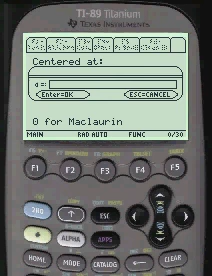 TI-89 Titanium
TEXAS INSTRUMENTS
Centered at:
a =:
Enter=OK
ESC=CANCEL
0 for Maclaurin
MAIN RAD AUTO FUNC 0/30
F1 F2 F3 F4 F5
2ND ↑ ESC
ALPHA APPS
HOME MODE CATALOG ← CLEAR